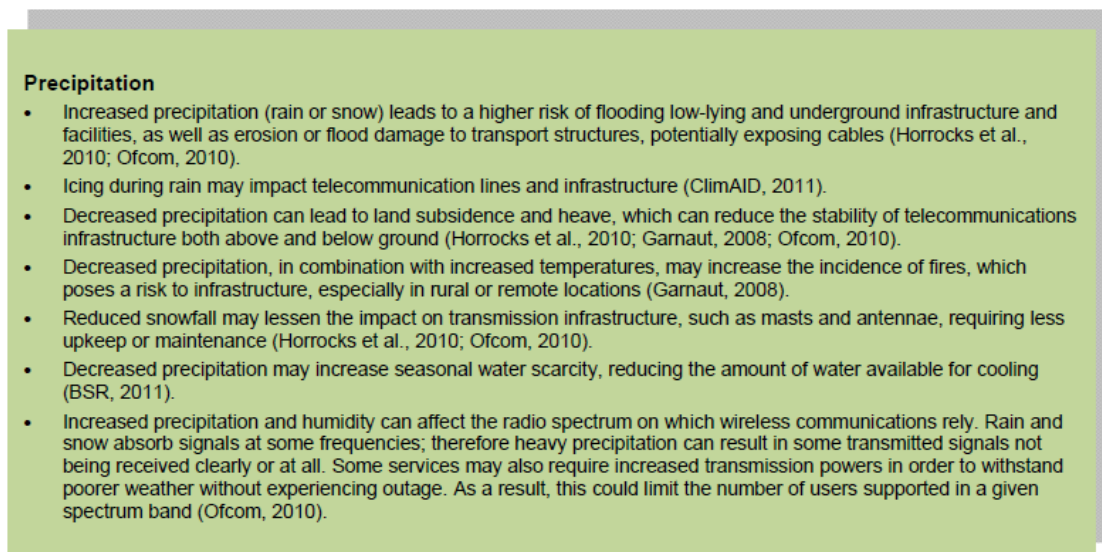 Precipitation
• Increased precipitation (rain or snow) leads to a higher risk of flooding low-lying and underground infrastructure and
facilities, as well as erosion or flood damage to transport structures, potentially exposing cables (Horrocks et al.,
2010; Ofcom, 2010).
• Icing during rain may impact telecommunication lines and infrastructure (ClimAID, 2011).
• Decreased precipitation can lead to land subsidence and heave, which can reduce the stability of telecommunications
infrastructure both above and below ground (Horrocks et al., 2010; Garnaut, 2008; Ofcom, 2010).
• Decreased precipitation, in combination with increased temperatures, may increase the incidence of fires, which
poses a risk to infrastructure, especially in rural or remote locations (Garnaut, 2008).
• Reduced snowfall may lessen the impact on transmission infrastructure, such as masts and antennae, requiring less
upkeep or maintenance (Horrocks et al., 2010; Ofcom, 2010).
• Decreased precipitation may increase seasonal water scarcity, reducing the amount of water available for cooling
(BSR, 2011).
• Increased precipitation and humidity can affect the radio spectrum on which wireless communications rely. Rain and
snow absorb signals at some frequencies; therefore heavy precipitation can result in some transmitted signals not
being received clearly or at all. Some services may also require increased transmission powers in order to withstand
poorer weather without experiencing outage. As a result, this could limit the number of users supported in a given
spectrum band (Ofcom, 2010).